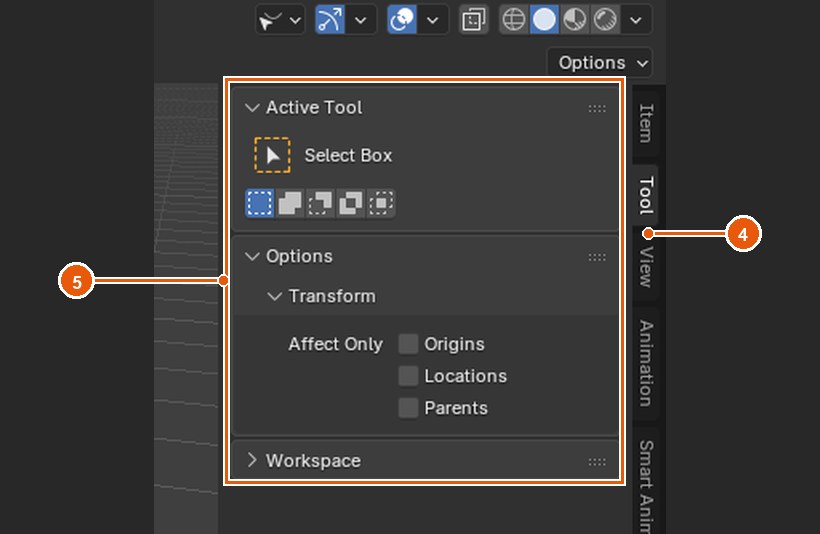 Options
Active Tool
Select Box
Options
Transform
Affect Only
Origins
Locations
Parents
Workspace
Item
Tool
View
Animation
Smart Anim
4
5